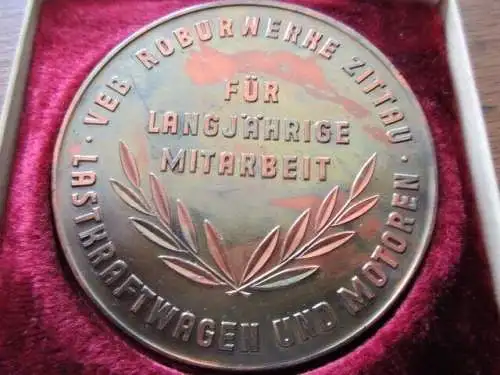 · VEB ROBURWERKE ZITTAU ·
FÜR
LANGJÄHRIGE
MITARBEIT
LASTKRAFTWAGEN UND MOTOREN